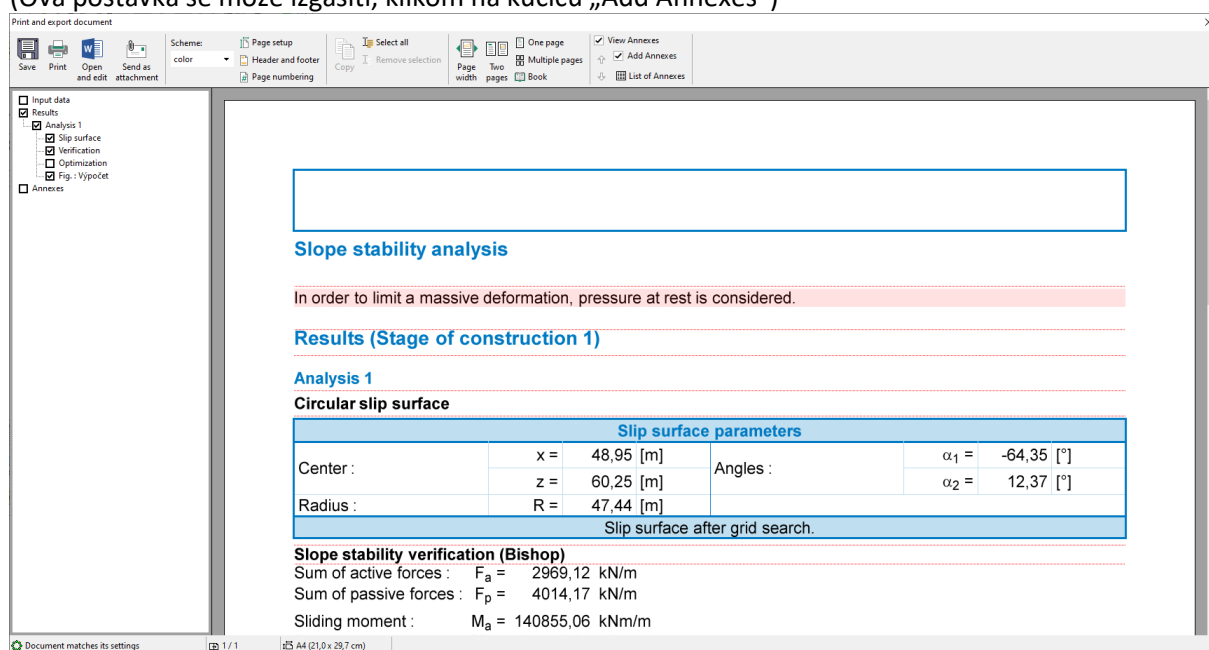 (Ova postavka se može izgasiti, klikom na kućicu „Add Annexes“)
Print and export document
Save Print Open and edit Send as attachment
Scheme: color
Page setup
Header and footer
Page numbering
Copy
Select all
Remove selection
Page width Two pages
One page
Multiple pages
Book
View Annexes
Add Annexes
List of Annexes
Input data
Results
Analysis 1
Slip surface
Verification
Optimization
Fig. : Výpočet
Annexes
Slope stability analysis
In order to limit a massive deformation, pressure at rest is considered.
Results (Stage of construction 1)
Analysis 1
Circular slip surface
Slip surface parameters
Center : x = 48,95 [m] Angles : α1 = -64,35 [°]
z = 60,25 [m] α2 = 12,37 [°]
Radius : R = 47,44 [m]
Slip surface after grid search.
Slope stability verification (Bishop)
Sum of active forces : Fa = 2969,12 kN/m
Sum of passive forces : Fp = 4014,17 kN/m
Sliding moment : Ma = 140855,06 kNm/m
Document matches its settings 1 / 1 A4 (21,0 x 29,7 cm)